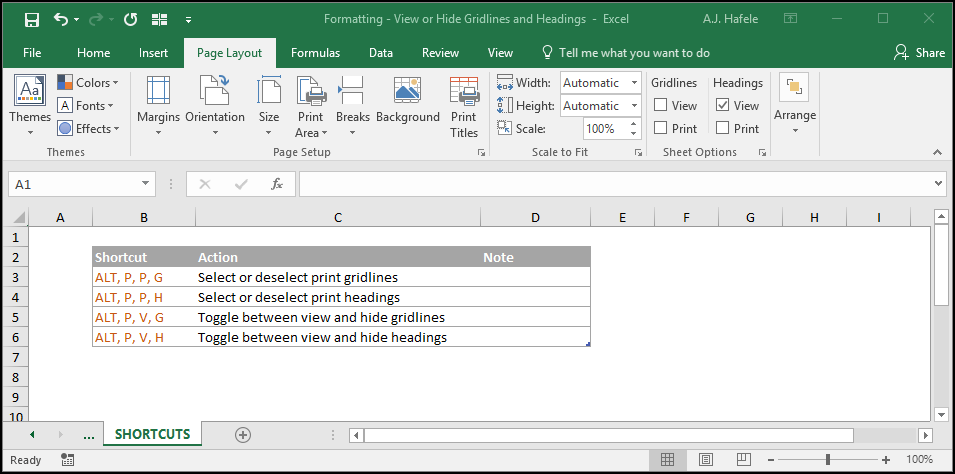 Formatting - View or Hide Gridlines and Headings - Excel A.J. Hafele
File Home Insert Page Layout Formulas Data Review View Tell me what you want to do Share
Themes
Aa
Colors
Fonts
Effects
Themes
Margins
Orientation
Size
Print Area
Breaks
Background
Print Titles
Page Setup
Width: Automatic
Height: Automatic
Scale: 100%
Scale to Fit
Gridlines
View
Print
Headings
View
Print
Sheet Options
Arrange
A1 fx
A B C D E F G H I
1
2 Shortcut Action Note
3 ALT, P, P, G Select or deselect print gridlines
4 ALT, P, P, H Select or deselect print headings
5 ALT, P, V, G Toggle between view and hide gridlines
6 ALT, P, V, H Toggle between view and hide headings
7
8
9
10
... SHORTCUTS
Ready 100%